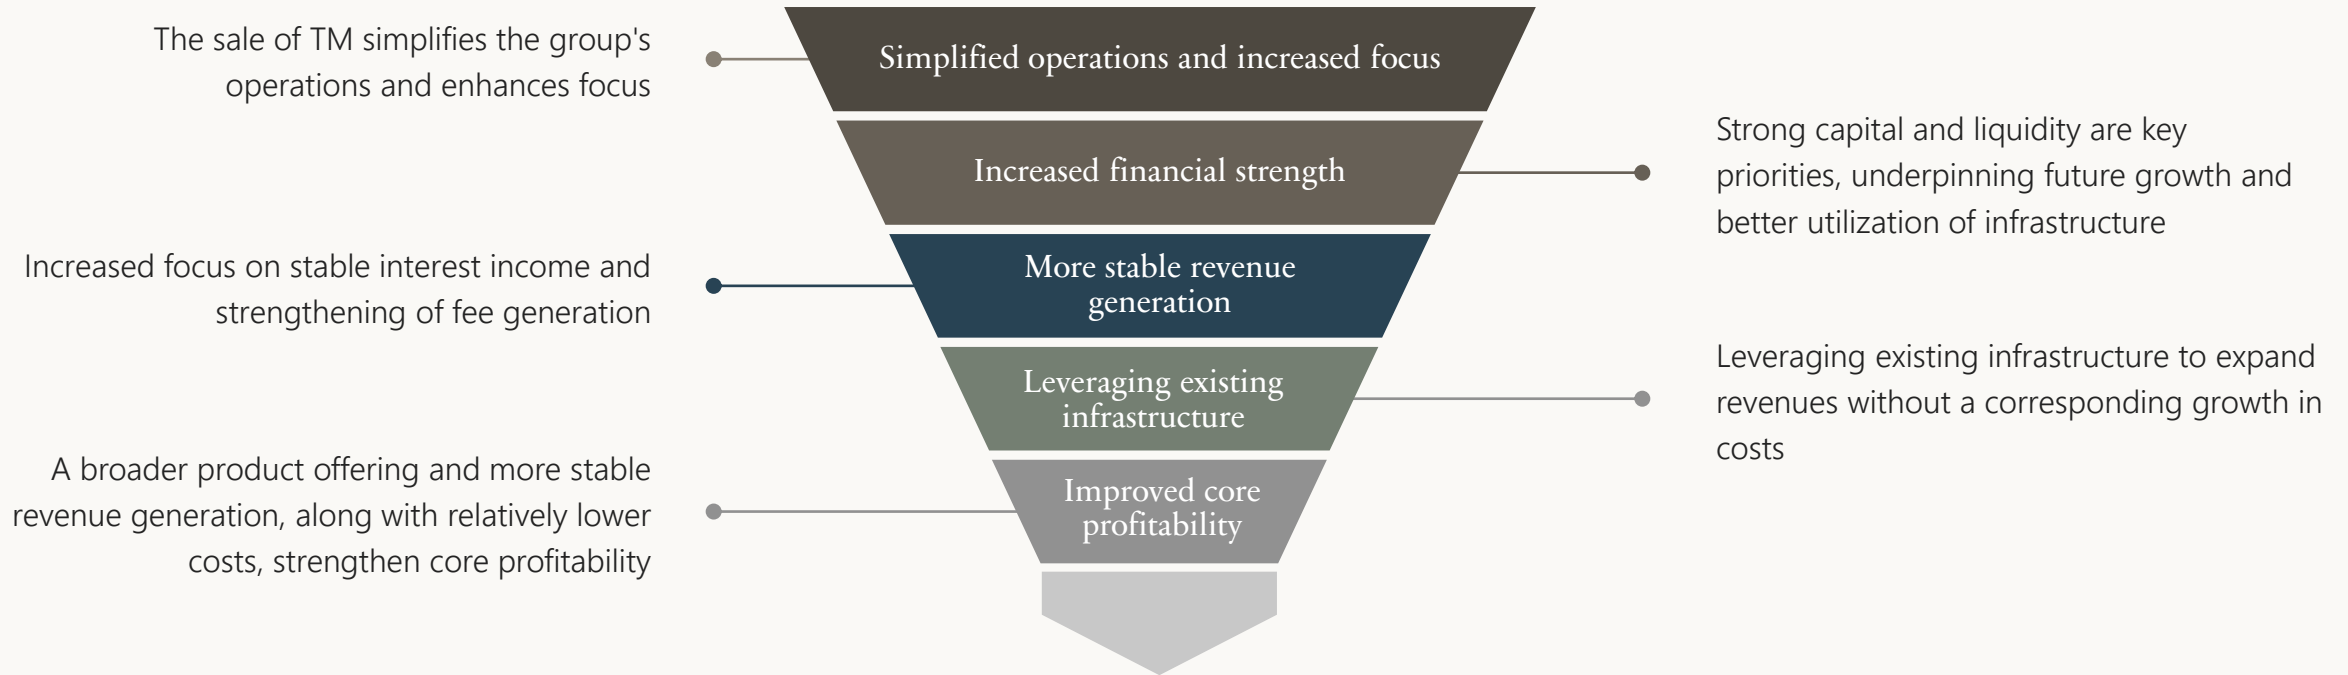 The sale of TM simplifies the group's
operations and enhances focus
Simplified operations and increased focus
Increased financial strength
Strong capital and liquidity are key
priorities, underpinning future growth and
better utilization of infrastructure
Increased focus on stable interest income and
strengthening of fee generation
More stable revenue
generation
Leveraging existing
infrastructure
Leveraging existing infrastructure to expand
revenues without a corresponding growth in
costs
A broader product offering and more stable
revenue generation, along with relatively lower
costs, strengthen core profitability
Improved core
profitability